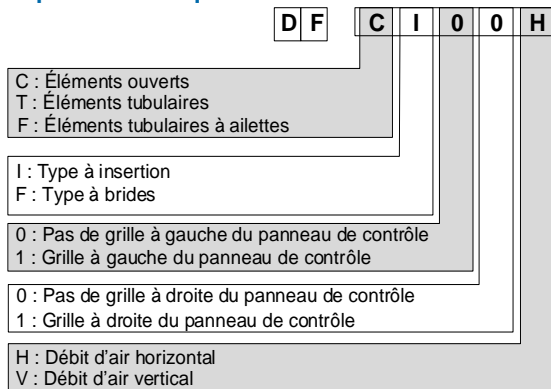 D F C I 0 0 H
C : Éléments ouverts
T : Éléments tubulaires
F : Éléments tubulaires à ailettes
I : Type à insertion
F : Type à brides
0 : Pas de grille à gauche du panneau de contrôle
1 : Grille à gauche du panneau de contrôle
0 : Pas de grille à droite du panneau de contrôle
1 : Grille à droite du panneau de contrôle
H : Débit d'air horizontal
V : Débit d'air vertical